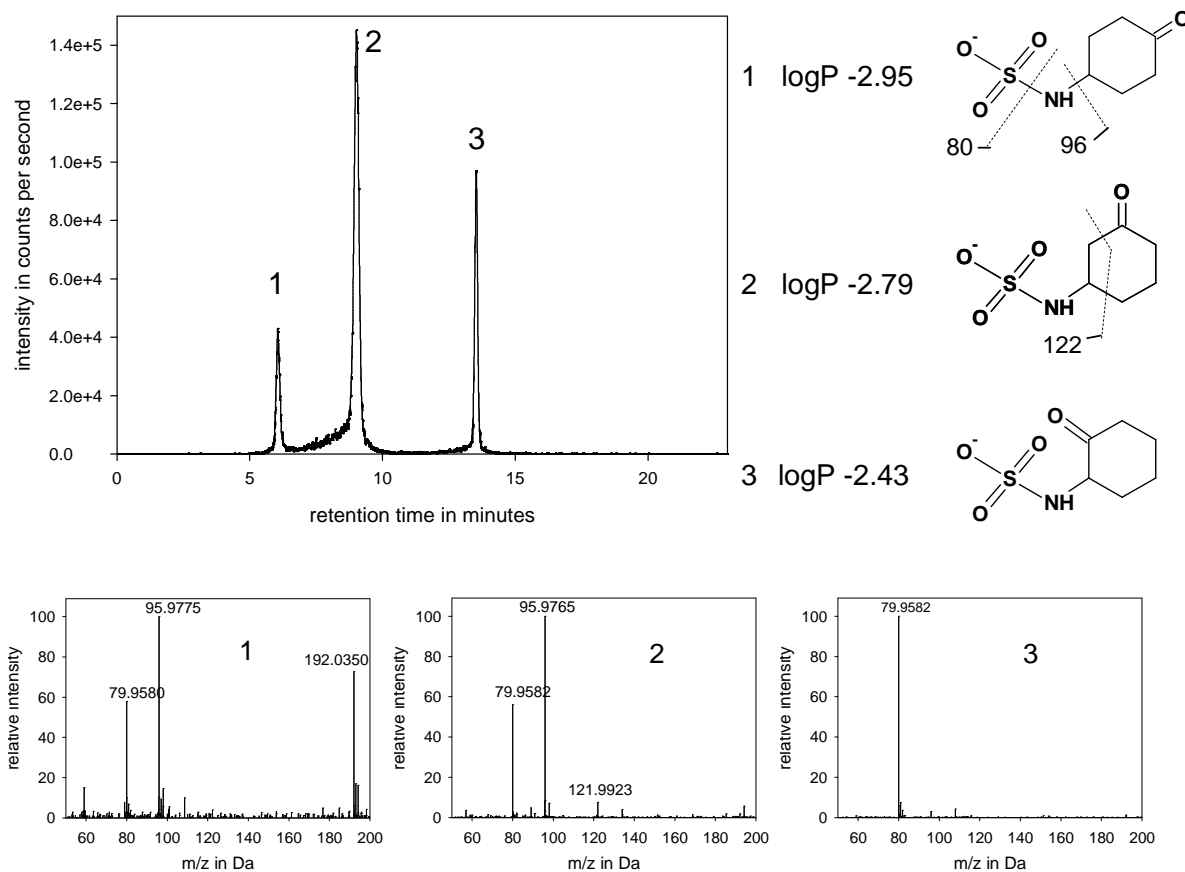 1.4e+5
1.2e+5
1.0e+5
8.0e+4
6.0e+4
4.0e+4
2.0e+4
0.0
intensity in counts per second
1
2
3
0 5 10 15 20
retention time in minutes
1 logP -2.95
O- O S O NH O
80 96
2 logP -2.79
O- O S O NH O
122
3 logP -2.43
O- O S O NH O
100
80
60
40
20
0
relative intensity
95.9775
1
192.0350
79.9580
60 80 100 120 140 160 180 200
m/z in Da
100
80
60
40
20
0
relative intensity
95.9765
2
79.9582
121.9923
60 80 100 120 140 160 180 200
m/z in Da
100
80
60
40
20
0
relative intensity
79.9582
3
60 80 100 120 140 160 180 200
m/z in Da